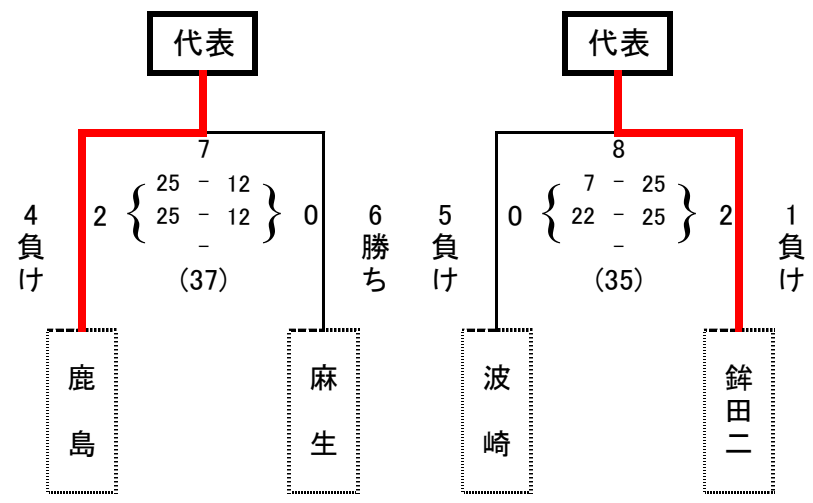 代表
代表
7
8
25 - 12
7 - 25
4負け
2
25 - 12
0
6勝ち
5負け
0
22 - 25
2
1負け
-
-
(37)
(35)
鹿島
麻生
波崎
鉾田二